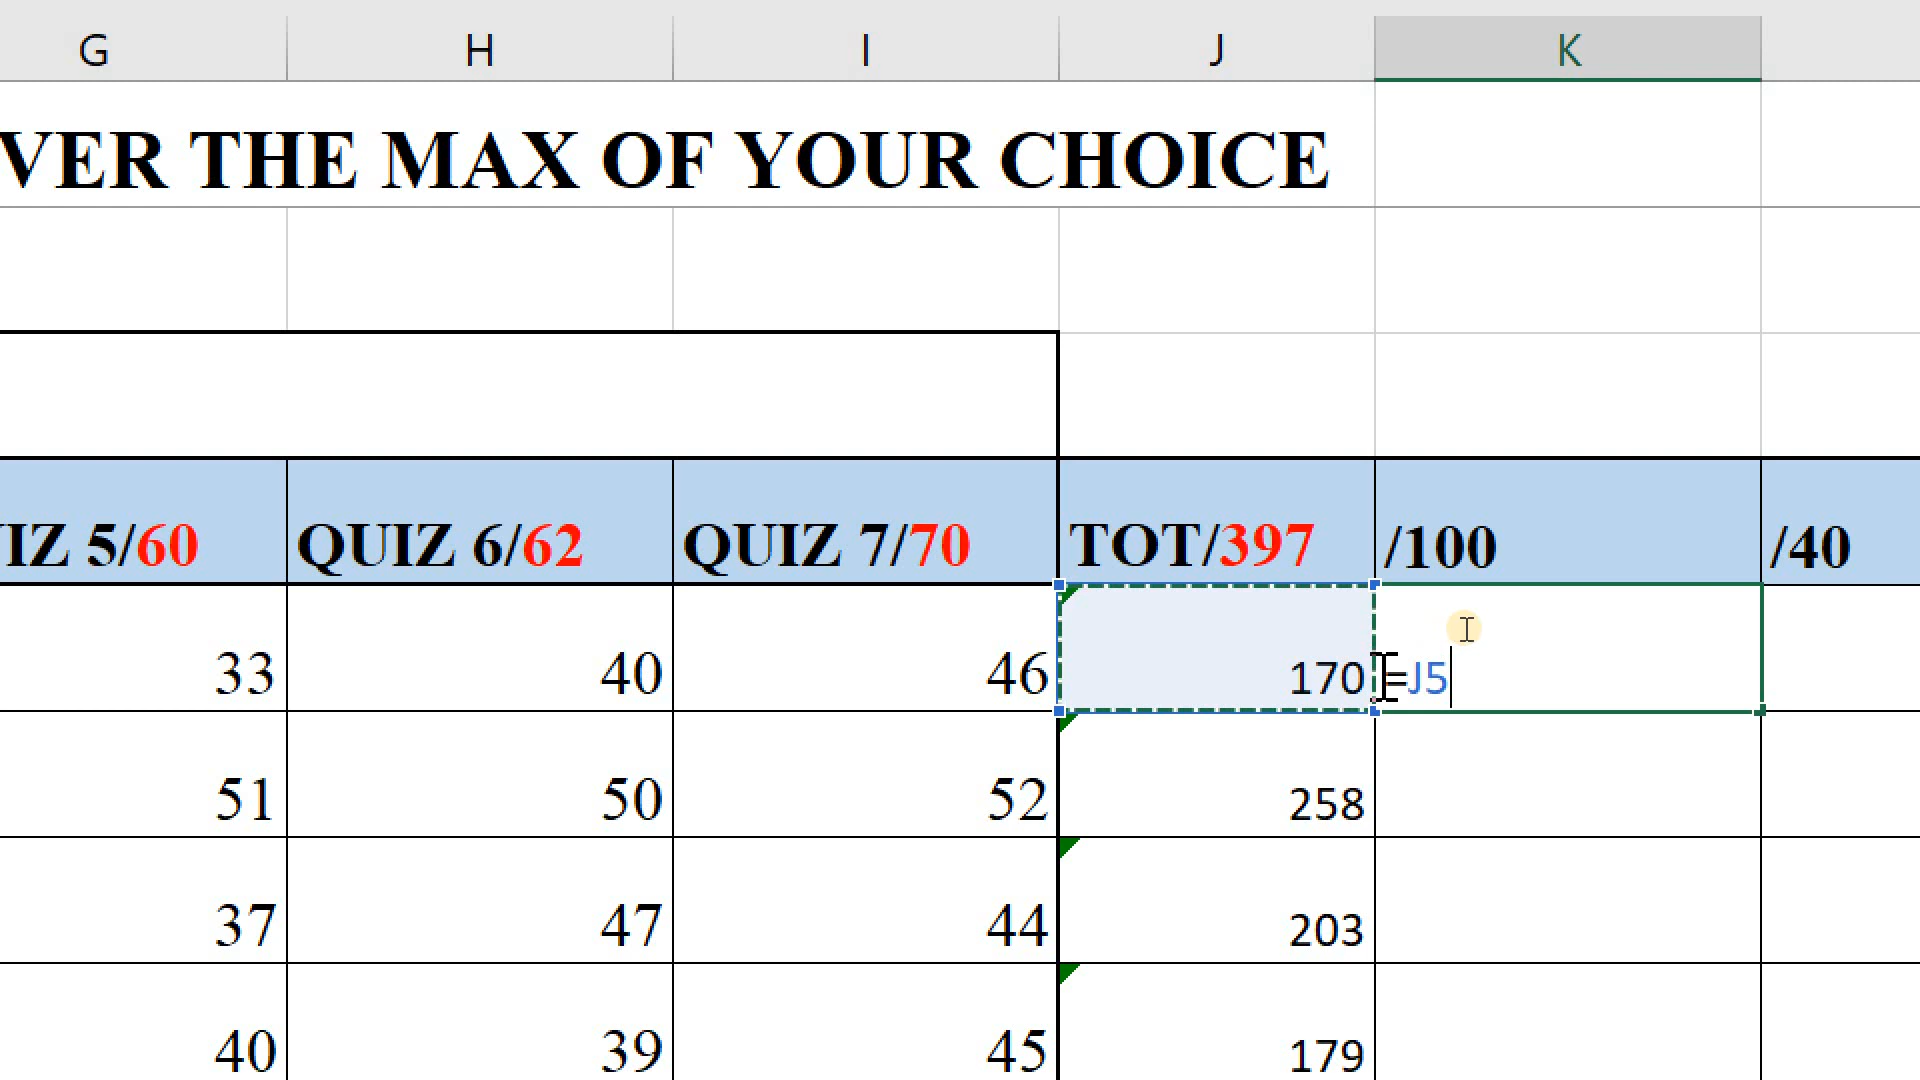 G H I J K
VER THE MAX OF YOUR CHOICE
IZ 5/60 QUIZ 6/62 QUIZ 7/70 TOT/397 /100 /40
33 40 46 170 =J5
51 50 52 258
37 47 44 203
40 39 45 179